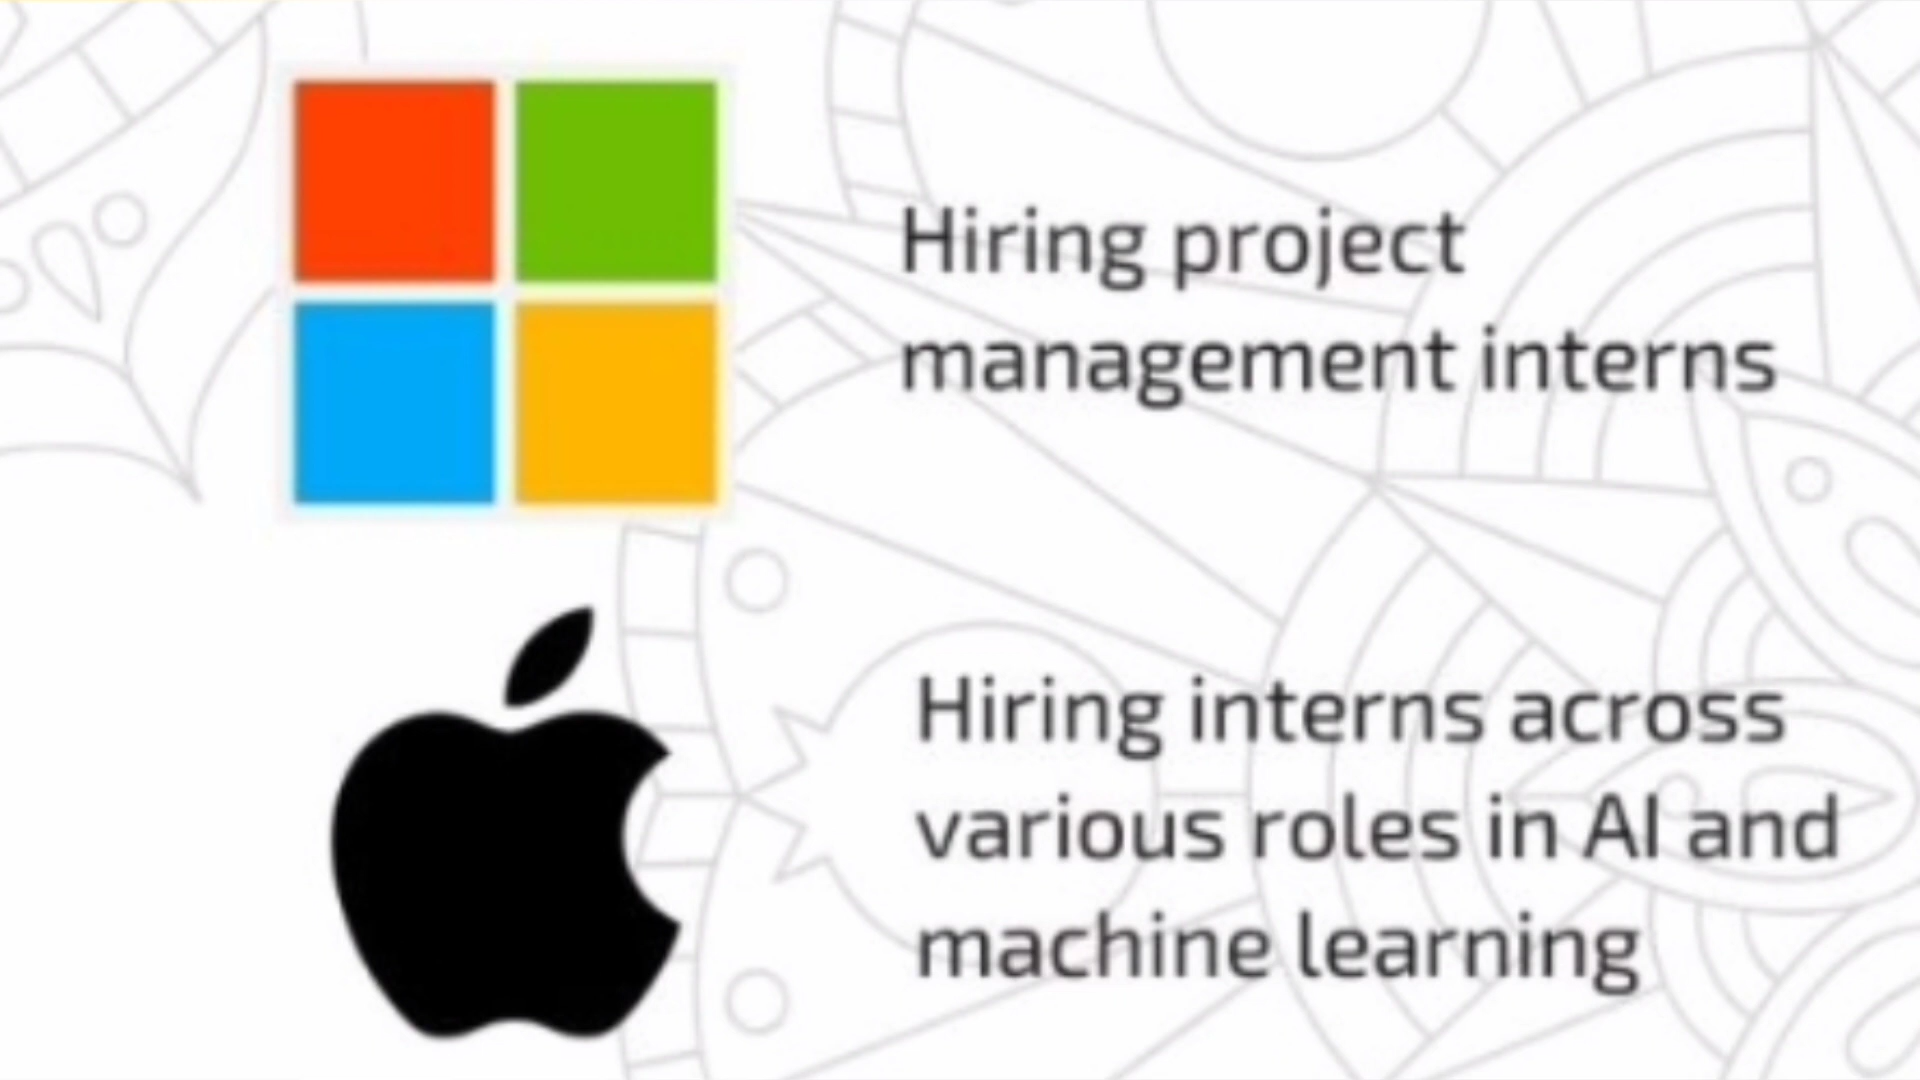 Hiring project
management interns
Hiring interns across
various roles in AI and
machine learning